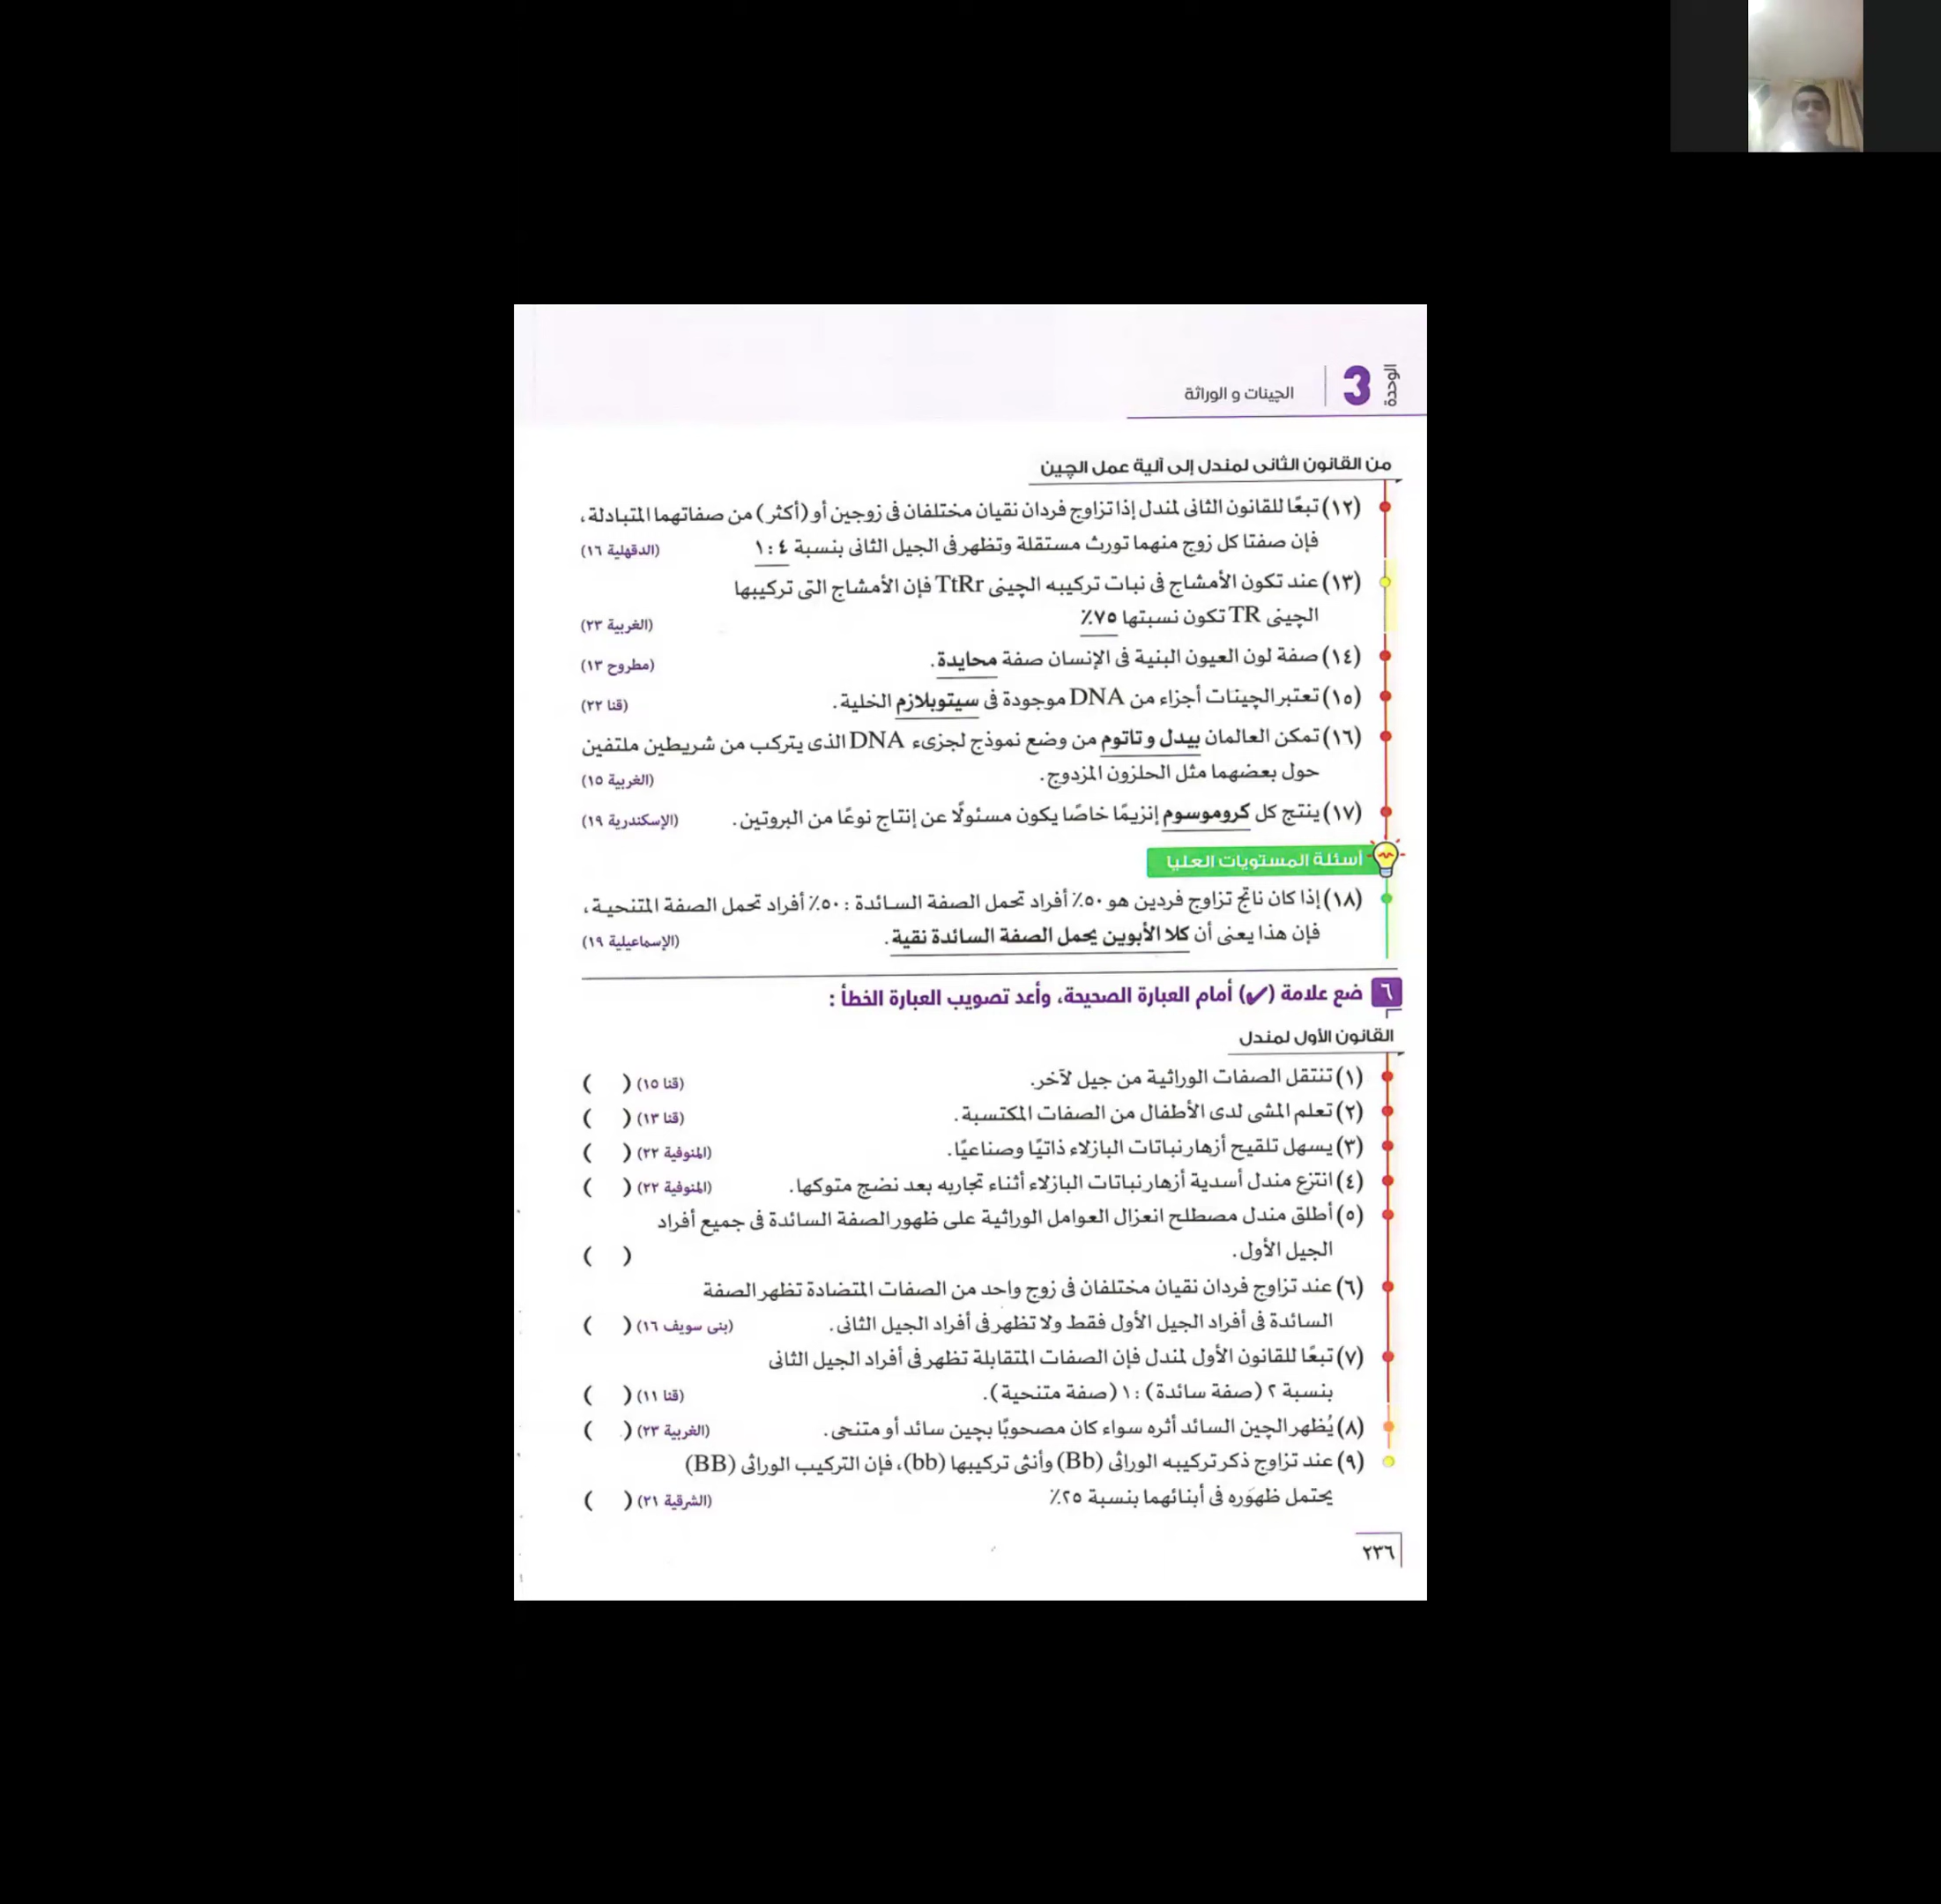 الوحدة 3 الچينات و الوراثة
من القانون الثانى لمندل إلى آلية عمل الچين
(١٢) تبعًا للقانون الثانى لمندل إذا تزاوج فردان نقيان مختلفان فى زوجين أو (أكثر) من صفاتهما المتبادلة،
فإن صفتا كل زوج منهما تورث مستقلة وتظهر فى الجيل الثانى بنسبة ٤ : ١ (الدقهلية ١٦)
(١٣) عند تكون الأمشاج فى نبات تركيبه الچينى TtRr فإن الأمشاج التى تركيبها
الچينى TR تكون نسبتها ٧٥٪ (الغربية ٢٣)
(١٤) صفة لون العيون البنية فى الإنسان صفة محايدة. (مطروح ١٣)
(١٥) تعتبر الچينات أجزاء من DNA موجودة فى سيتوبلازم الخلية. (قنا ٢٢)
(١٦) تمكن العالمان بيدل و تاتوم من وضع نموذج لجزىء DNA الذى يتركب من شريطين ملتفين
حول بعضهما مثل الحلزون المزدوج. (الغربية ١٥)
(١٧) ينتج كل كروموسوم إنزيمًا خاصًا يكون مسئولًا عن إنتاج نوعًا من البروتين. (الإسكندرية ١٩)
أسئلة المستويات العليا
(١٨) إذا كان ناتج تزاوج فردين هو ٥٠٪ أفراد تحمل الصفة السائدة : ٥٠٪ أفراد تحمل الصفة المتنحية،
فإن هذا يعنى أن كلا الأبوين يحمل الصفة السائدة نقية. (الإسماعيلية ١٩)
٦ ضع علامة (✓) أمام العبارة الصحيحة، وأعد تصويب العبارة الخطأ :
القانون الأول لمندل
(١) تنتقل الصفات الوراثية من جيل لآخر. (قنا ١٥) ( )
(٢) تعلم المشى لدى الأطفال من الصفات المكتسبة. (قنا ١٣) ( )
(٣) يسهل تلقيح أزهار نباتات البازلاء ذاتيًا وصناعيًا. (المنوفية ٢٢) ( )
(٤) انتزع مندل أسدية أزهار نباتات البازلاء أثناء تجاربه بعد نضج متوكها. (المنوفية ٢٢) ( )
(٥) أطلق مندل مصطلح انعزال العوامل الوراثية على ظهور الصفة السائدة فى جميع أفراد
الجيل الأول. ( )
(٦) عند تزاوج فردان نقيان مختلفان فى زوج واحد من الصفات المتضادة تظهر الصفة
السائدة فى أفراد الجيل الأول فقط ولا تظهر فى أفراد الجيل الثانى. (بنى سويف ١٦) ( )
(٧) تبعًا للقانون الأول لمندل فإن الصفات المتقابلة تظهر فى أفراد الجيل الثانى
بنسبة ٢ (صفة سائدة) : ١ (صفة متنحية). (قنا ١١) ( )
(٨) يُظهر الچين السائد أثره سواء كان مصحوبًا بچين سائد أو متنحى. (الغربية ٢٣) ( )
(٩) عند تزاوج ذكر تركيبه الوراثى (Bb) وأنثى تركيبها (bb)، فإن التركيب الوراثى (BB)
يحتمل ظهوره فى أبنائهما بنسبة ٢٥٪ (الشرقية ٢١) ( )
٢٣٦